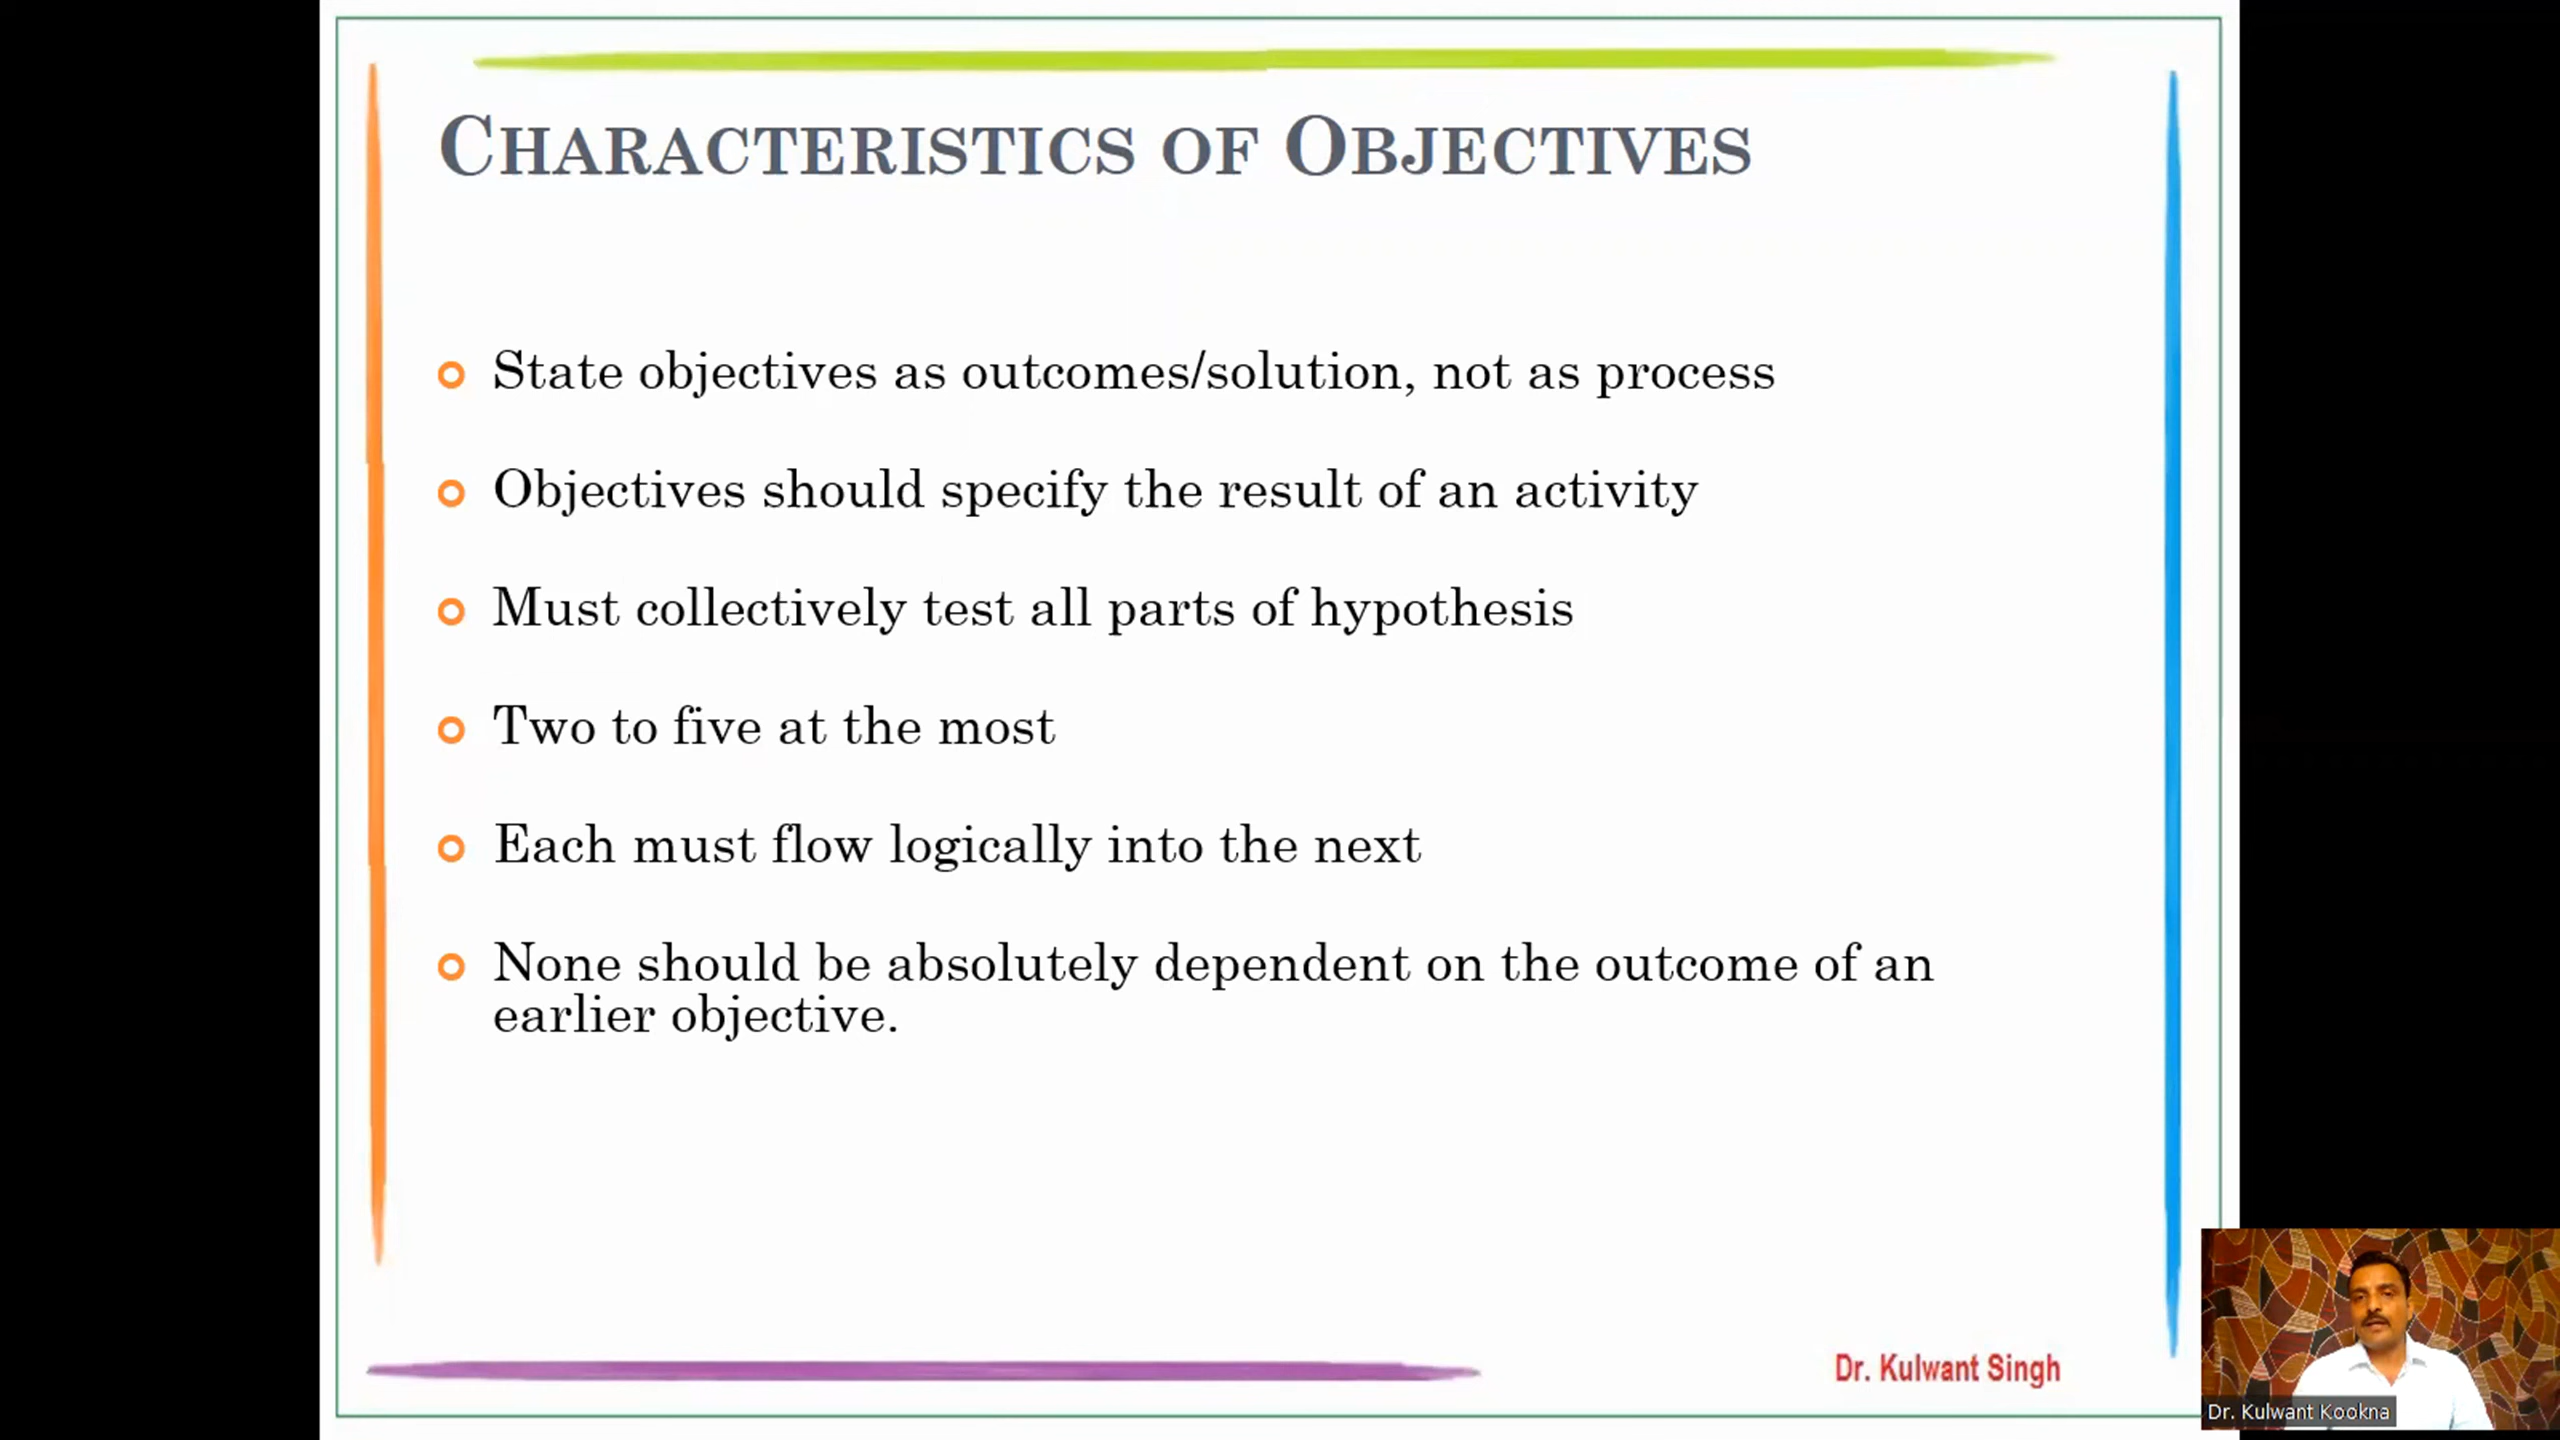 CHARACTERISTICS OF OBJECTIVES
State objectives as outcomes/solution, not as process
Objectives should specify the result of an activity
Must collectively test all parts of hypothesis
Two to five at the most
Each must flow logically into the next
None should be absolutely dependent on the outcome of an
earlier objective.
Dr. Kulwant Singh
Dr. Kulwant Kookna